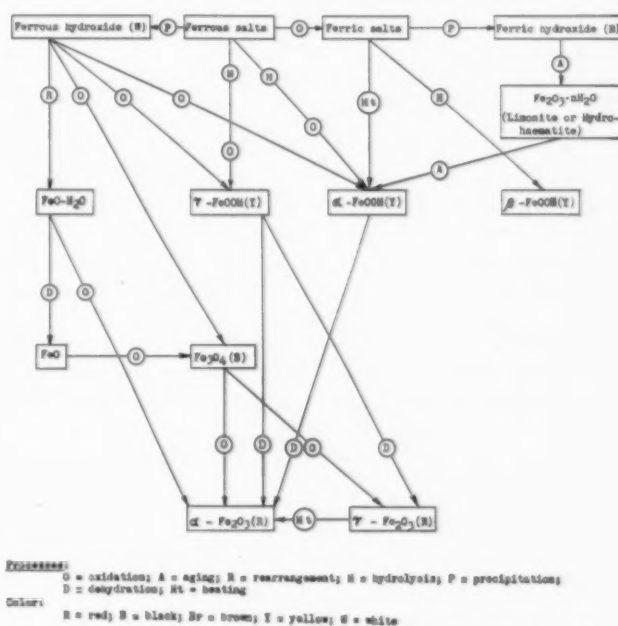 Ferrous hydroxide (W) P Ferrous salts O Ferric salts P Ferric hydroxide (R)
A
Fe₂O₃·nH₂O
(Limonite or Hydro-
haematite)
R O O O H H Ht H
O O A
FeO·H₂O γ -FeOOH(Y) α -FeOOH(Y) β -FeOOH(Y)
D O
FeO O Fe₃O₄(B)
O D D O D
α - Fe₂O₃(R) Ht γ - Fe₂O₃(R)
Processes:
O = oxidation; A = aging; R = rearrangement; H = hydrolysis; P = precipitation;
D = dehydration; Ht = heating
Color:
R = red; B = black; Br = brown; Y = yellow; W = white